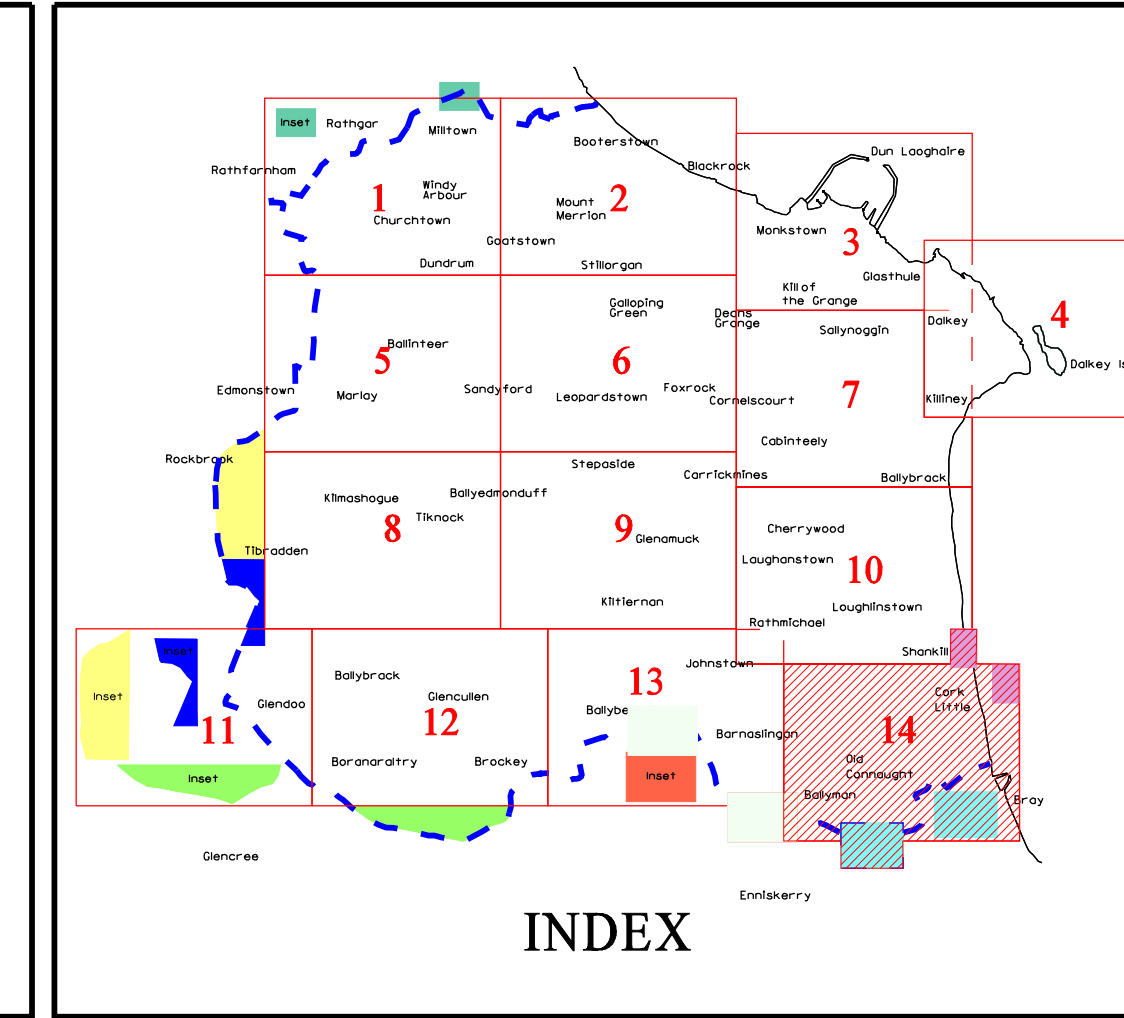 Inset
Rathgar
Milltown
Booterstown
Dun Laoghaire
Rathfarnham
Blackrock
Windy
Arbour
1
Mount
Merrion
2
Churchtown
Monkstown
3
Goatstown
Dundrum
Stillorgan
Glasthule
Kill of
the Grange
Galloping
Green
Deans
Grange
Dalkey
4
Sallynoggin
Ballinteer
5
6
Dalkey Is
Edmonstown
Marlay
Sandyford
Leopardstown
Foxrock
Cornelscourt
7
Killiney
Cabinteely
Rockbrook
Stepaside
Carrickmines
Ballybrack
Kilmashogue
Ballyedmonduff
Tiknock
8
9
Glenamuck
Cherrywood
Tibradden
Laughanstown
10
Kiltiernan
Loughlinstown
Rathmichael
Inset
Shankill
Johnstown
Ballybrack
13
Inset
Glencullen
Cork
Little
Glendoo
Ballybe
11
12
Barnaslingan
14
Boranaraltry
Brockey
Old
Connaught
Inset
Inset
Ballyman
Bray
Glencree
Enniskerry
INDEX